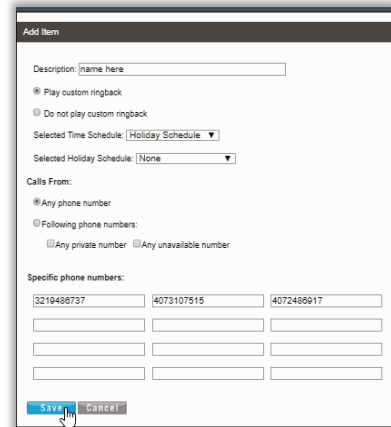 Add Item
Description: name here
Play custom ringback
Do not play custom ringback
Selected Time Schedule: Holiday Schedule ▼
Selected Holiday Schedule: None ▼
Calls From:
Any phone number
Following phone numbers:
Any private number Any unavailable number
Specific phone numbers:
3219486737 4073107515 4072486917
Save Cancel